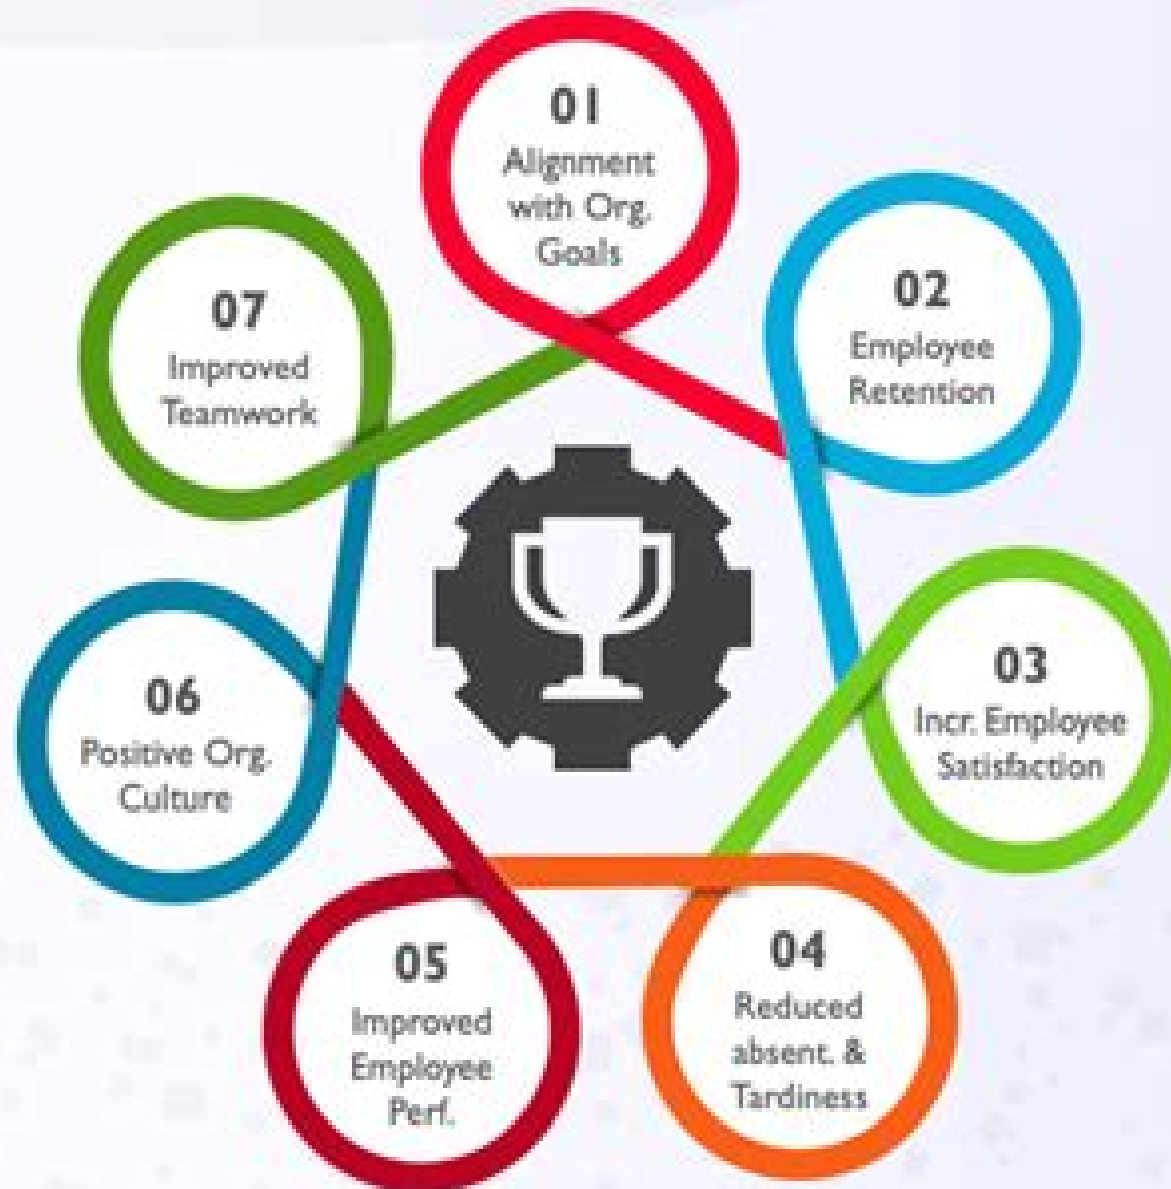 01
Alignment
with Org.
Goals
02
Employee
Retention
03
Incr. Employee
Satisfaction
04
Reduced
absent. &
Tardiness
05
Improved
Employee
Perf.
06
Positive Org.
Culture
07
Improved
Teamwork